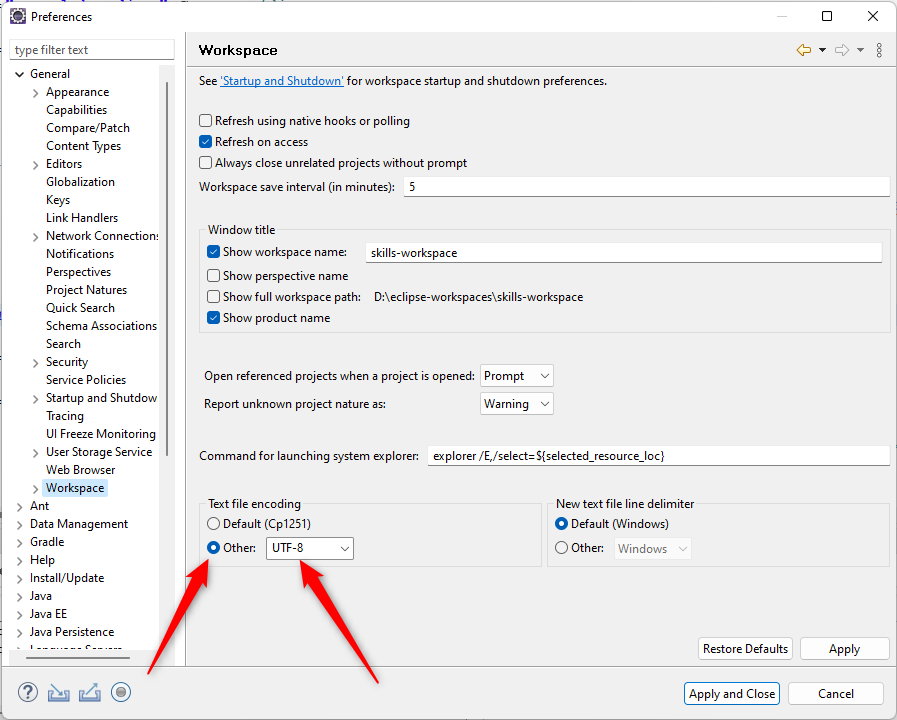 Preferences
type filter text
General
Appearance
Capabilities
Compare/Patch
Content Types
Editors
Globalization
Keys
Link Handlers
Network Connections
Notifications
Perspectives
Project Natures
Quick Search
Schema Associations
Search
Security
Service Policies
Startup and Shutdow
Tracing
UI Freeze Monitoring
User Storage Service
Web Browser
Workspace
Ant
Data Management
Gradle
Help
Install/Update
Java
Java EE
Java Persistence
Workspace
See 'Startup and Shutdown' for workspace startup and shutdown preferences.
Refresh using native hooks or polling
Refresh on access
Always close unrelated projects without prompt
Workspace save interval (in minutes): 5
Window title
Show workspace name: skills-workspace
Show perspective name
Show full workspace path: D:\eclipse-workspaces\skills-workspace
Show product name
Open referenced projects when a project is opened: Prompt
Report unknown project nature as: Warning
Command for launching system explorer: explorer /E,/select=${selected_resource_loc}
Text file encoding
Default (Cp1251)
Other: UTF-8
New text file line delimiter
Default (Windows)
Other: Windows
Restore Defaults Apply
? Apply and Close Cancel